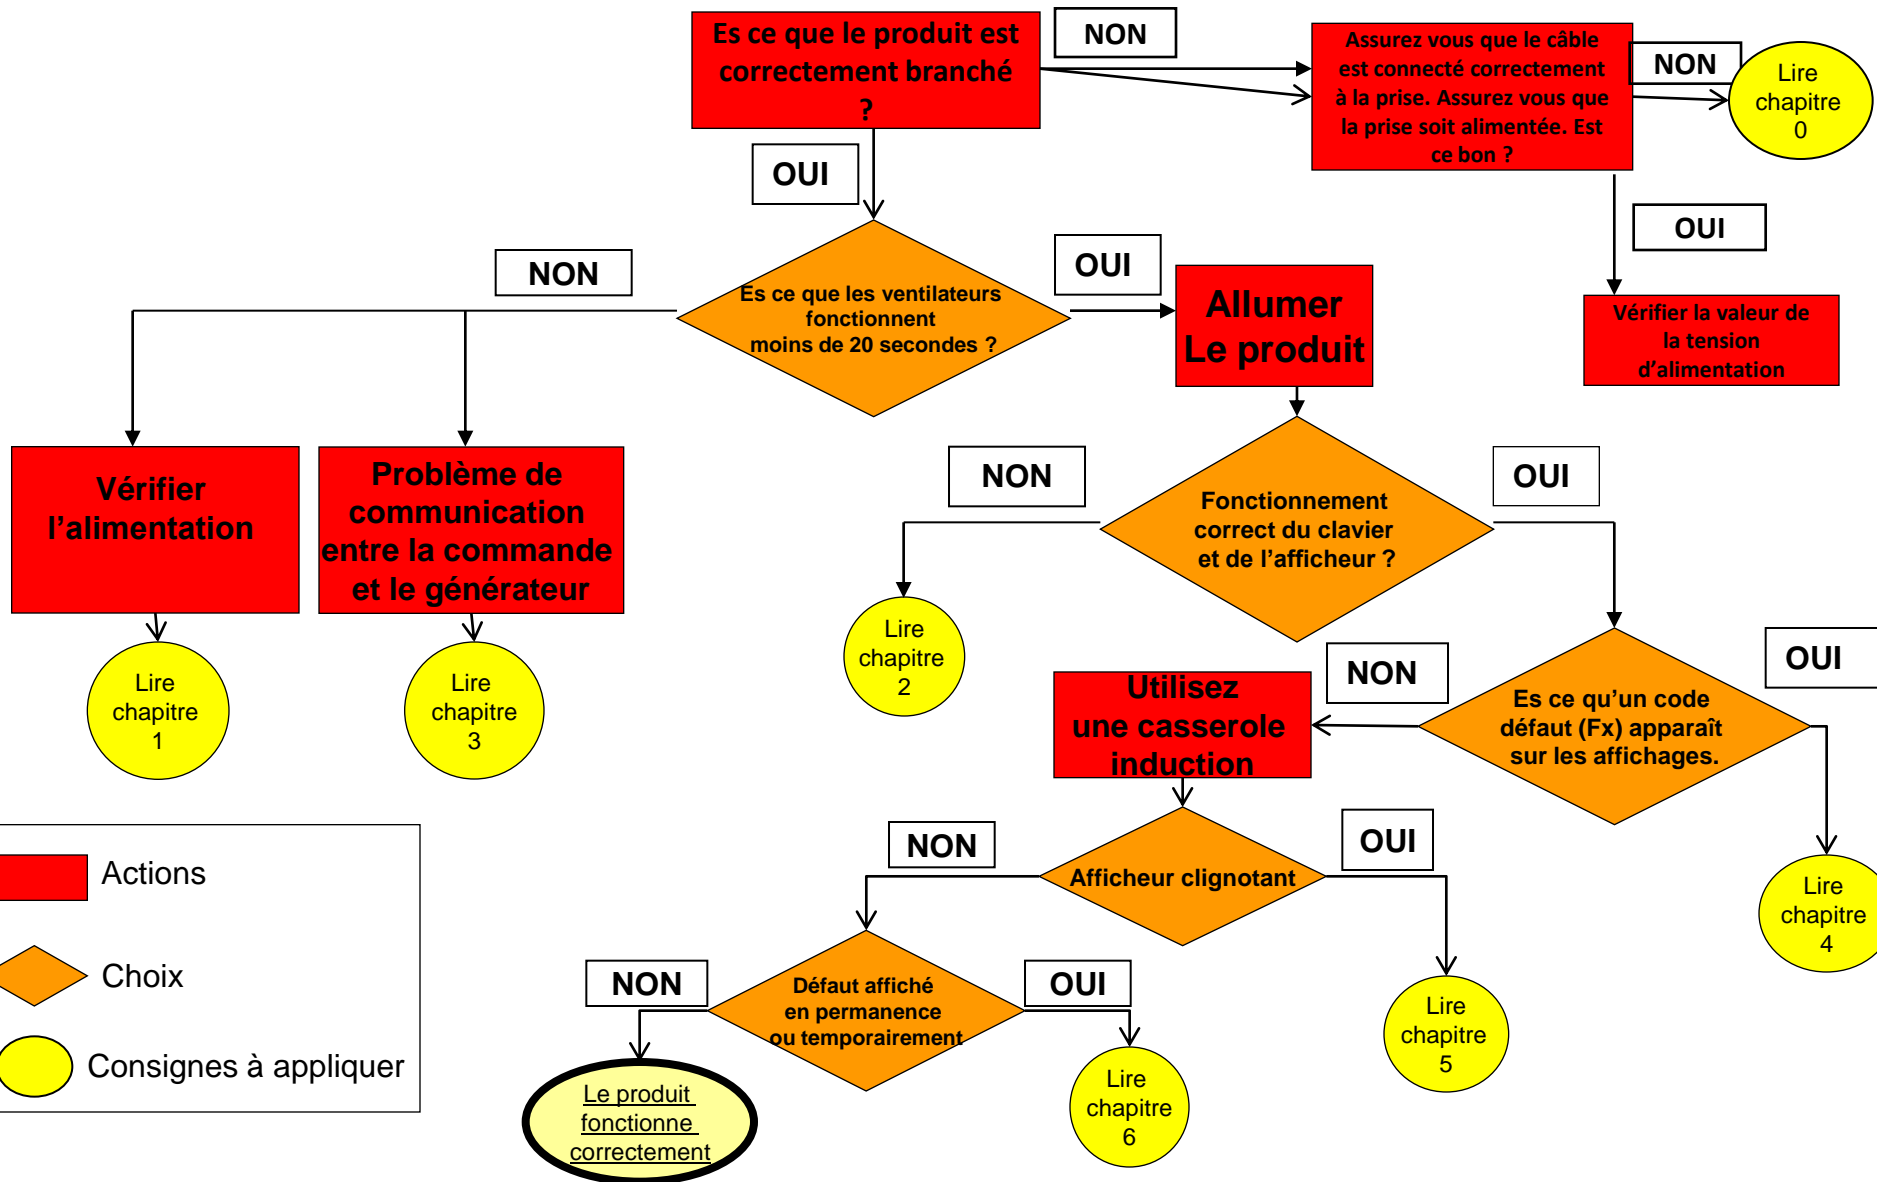 Es ce que le produit est
correctement branché
?
NON
Assurez vous que le câble
est connecté correctement
à la prise. Assurez vous que
la prise soit alimentée. Est
ce bon ?
NON
Lire
chapitre
0
OUI
OUI
Vérifier la valeur de
la tension
d’alimentation
NON
Es ce que les ventilateurs
fonctionnent
moins de 20 secondes ?
OUI
Allumer
Le produit
Vérifier
l’alimentation
Problème de
communication
entre la commande
et le générateur
NON
Fonctionnement
correct du clavier
et de l’afficheur ?
OUI
Lire
chapitre
1
Lire
chapitre
3
Lire
chapitre
2
NON
Es ce qu’un code
défaut (Fx) apparaît
sur les affichages.
OUI
Utilisez
une casserole
induction
NON
Afficheur clignotant
OUI
Lire
chapitre
4
NON
Défaut affiché
en permanence
ou temporairement
OUI
Lire
chapitre
5
Le produit
fonctionne
correctement
Lire
chapitre
6
Actions
Choix
Consignes à appliquer